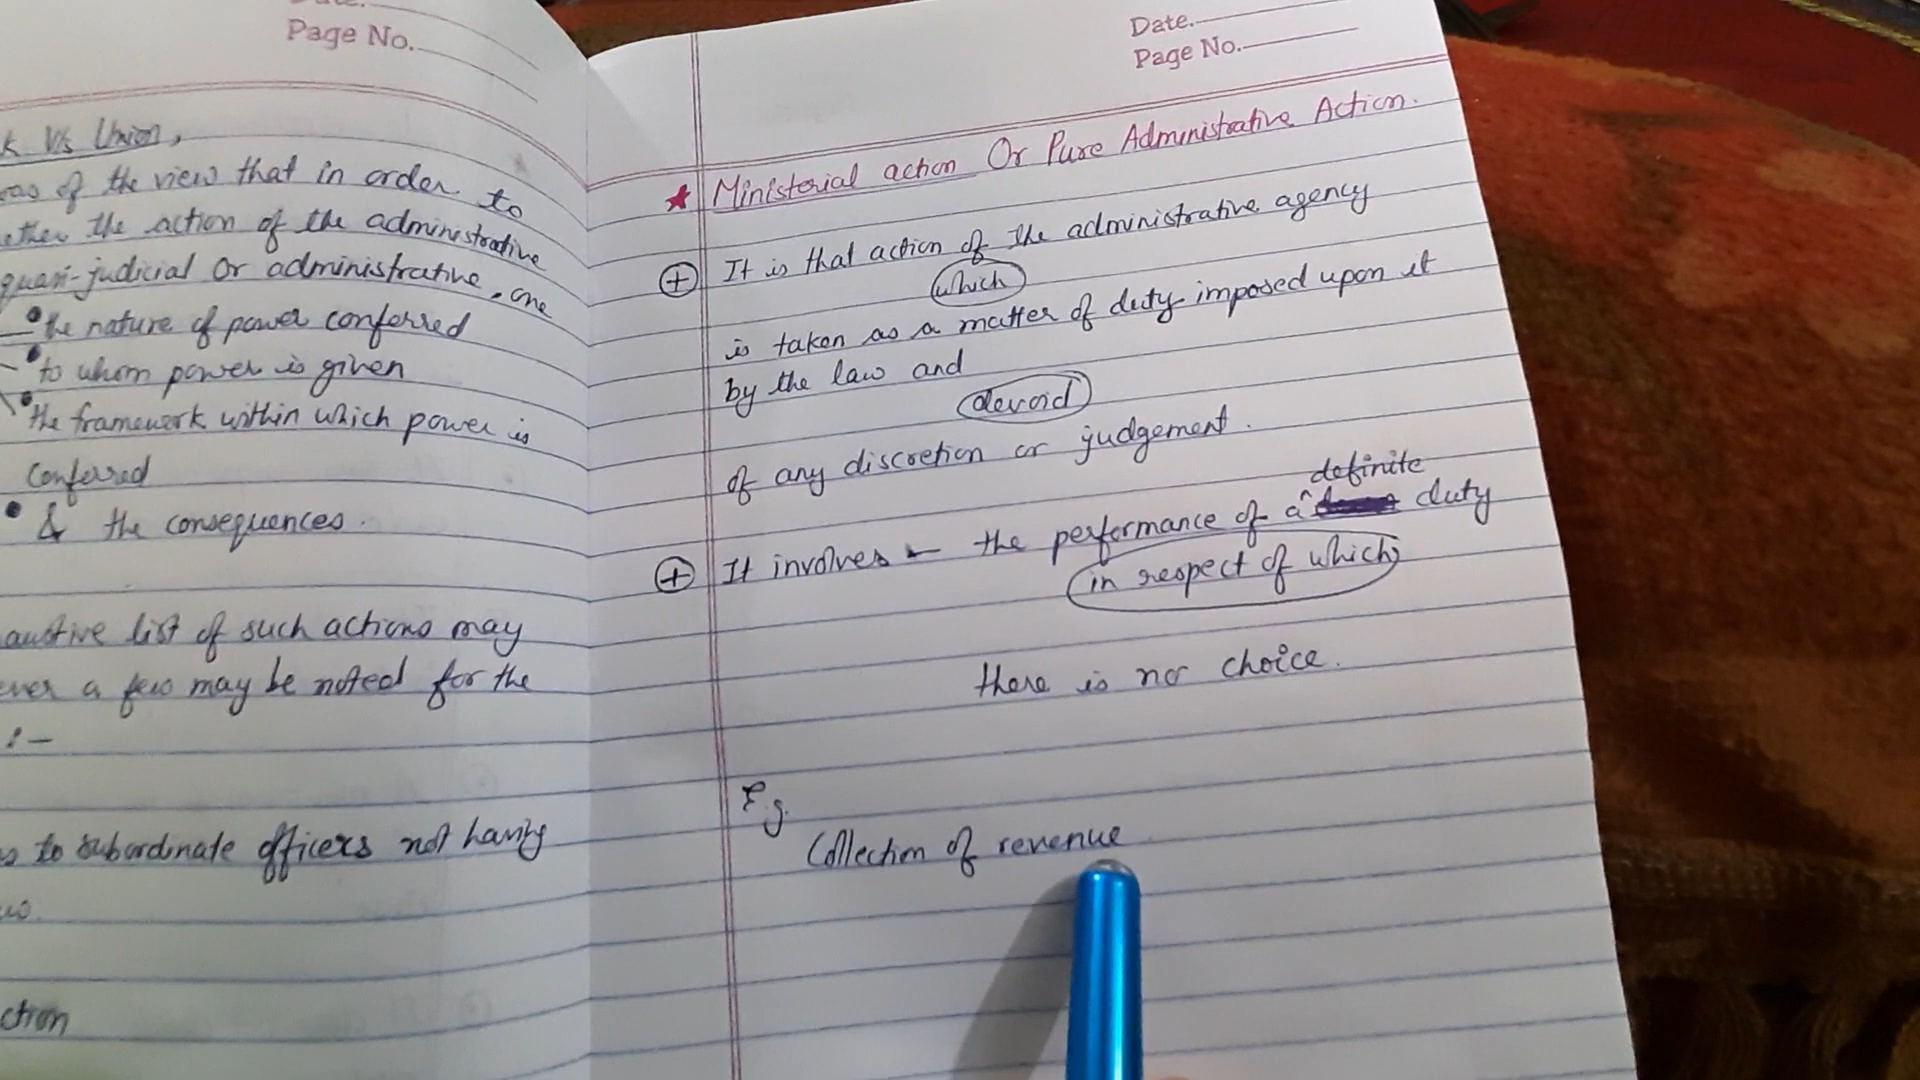 Page No.
k V/s Union,
of the view that in order to
the action of the administrative
quasi-judicial Or administrative, one
the nature of power conferred
to whom power is given
the framework within which power is
Conferred
& the consequences.
list of such actions may
a few may be noted for the
:-
to Subordinate officers not having
Date.
Page No.
★ Ministerial action Or Pure Administrative Action.
+ It is that action of the administrative agency
which
is taken as a matter of duty imposed upon it
by the law and
devoid
of any discretion or judgement.
definite
+ It involves - the performance of a duty
in respect of which
there is no choice.
E.g.
Collection of revenue